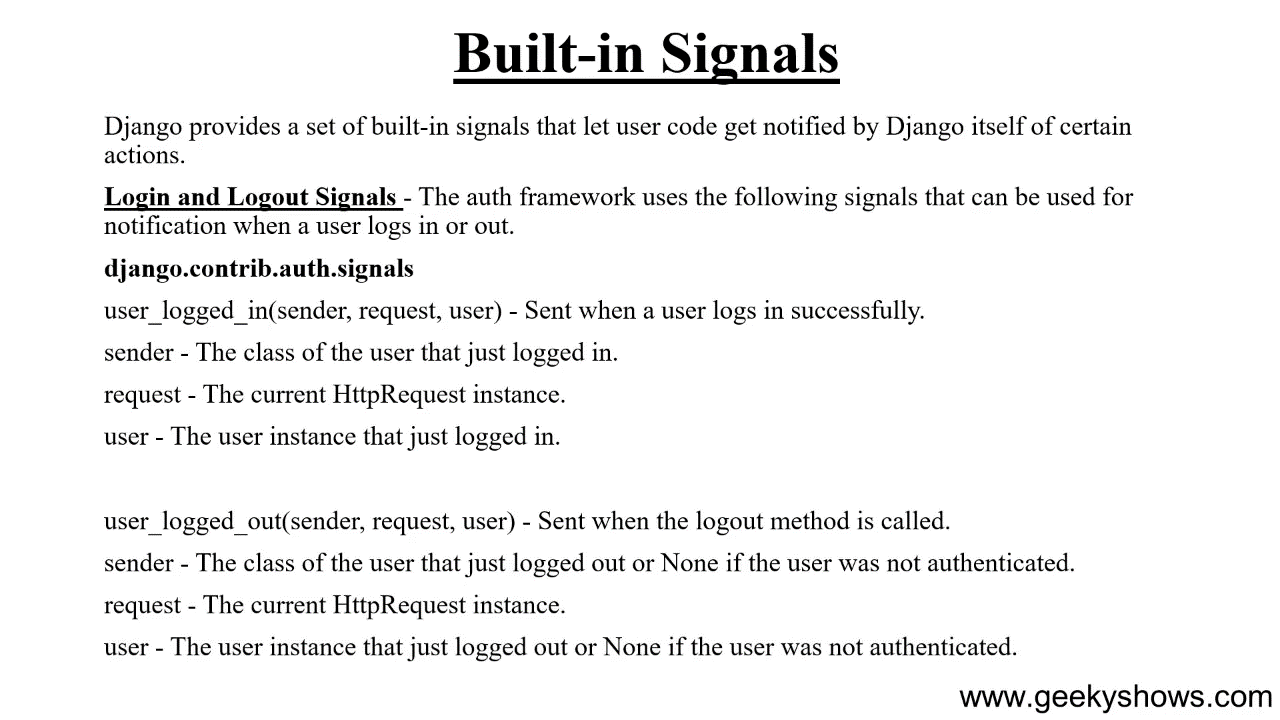 Built-in Signals
Django provides a set of built-in signals that let user code get notified by Django itself of certain
actions.
Login and Logout Signals - The auth framework uses the following signals that can be used for
notification when a user logs in or out.
django.contrib.auth.signals
user_logged_in(sender, request, user) - Sent when a user logs in successfully.
sender - The class of the user that just logged in.
request - The current HttpRequest instance.
user - The user instance that just logged in.
user_logged_out(sender, request, user) - Sent when the logout method is called.
sender - The class of the user that just logged out or None if the user was not authenticated.
request - The current HttpRequest instance.
user - The user instance that just logged out or None if the user was not authenticated.
www.geekyshows.com